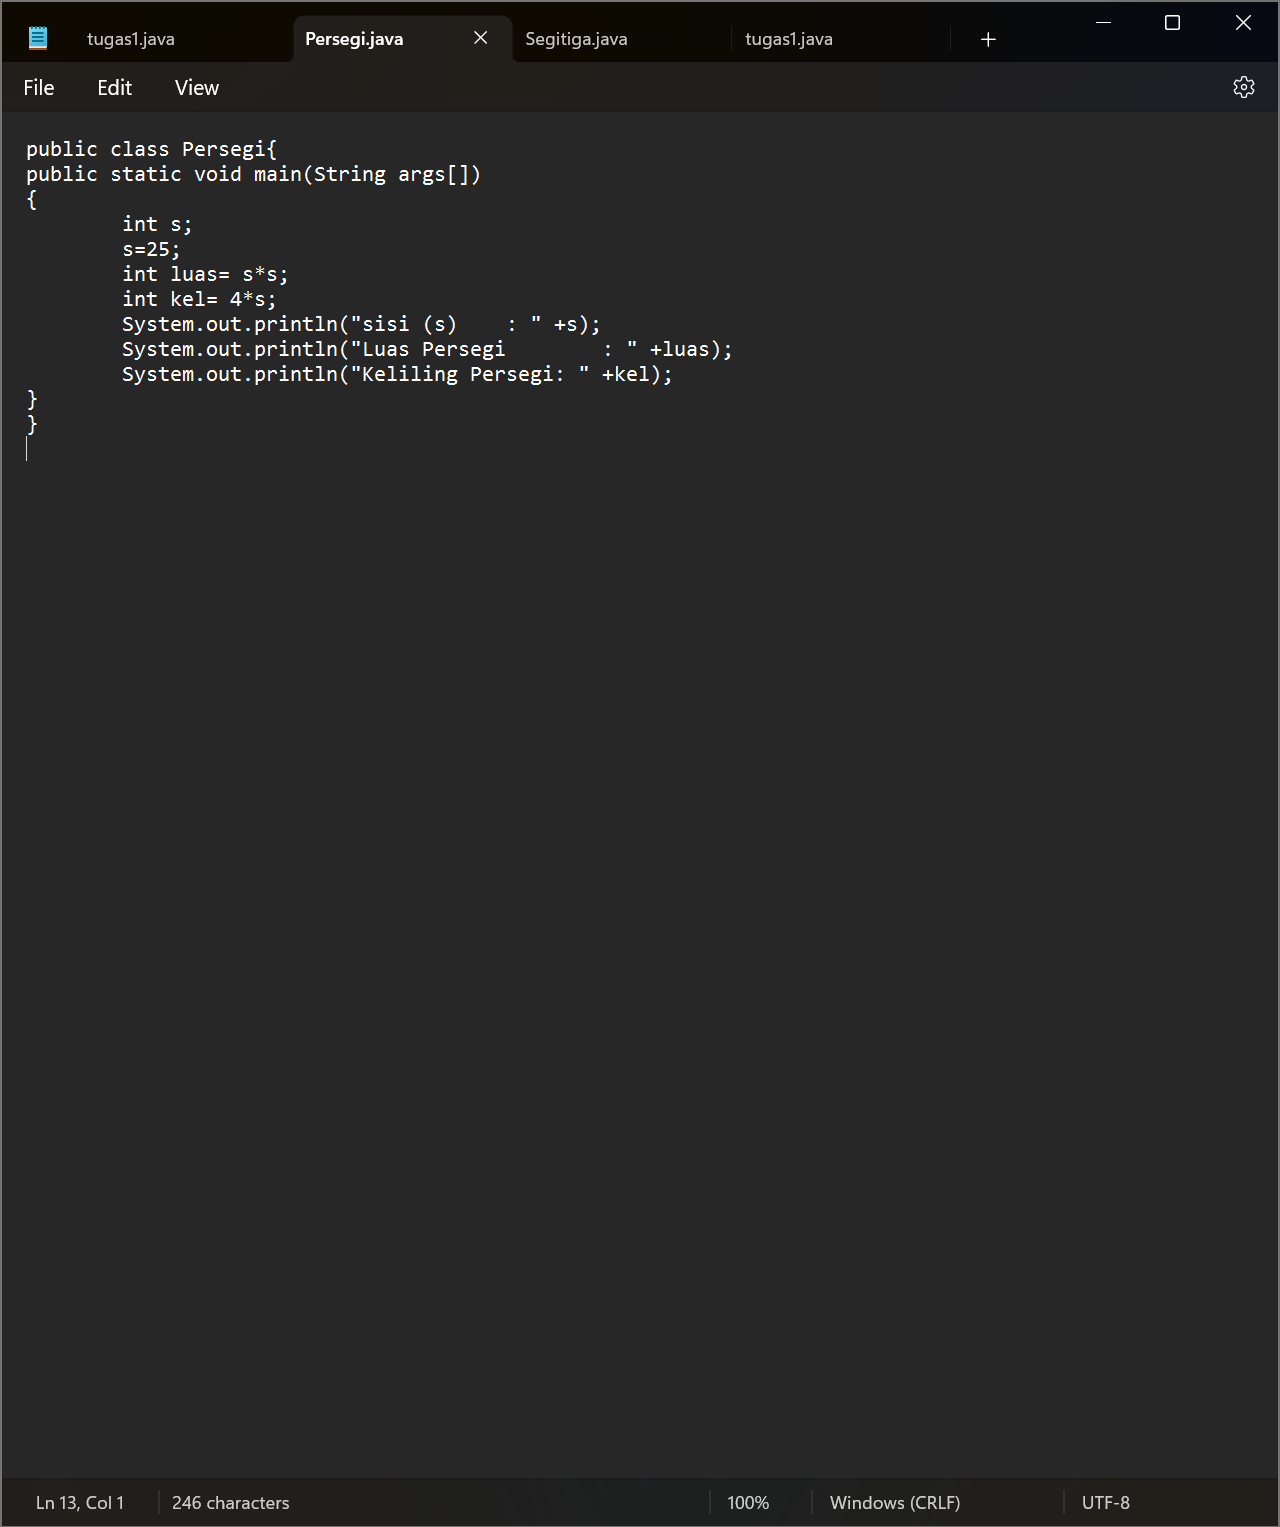 tugas1.java Persegi.java Segitiga.java tugas1.java
File Edit View
public class Persegi{
public static void main(String args[])
{
        int s;
        s=25;
        int luas= s*s;
        int kel= 4*s;
        System.out.println("sisi (s)    : " +s);
        System.out.println("Luas Persegi        : " +luas);
        System.out.println("Keliling Persegi: " +kel);
}
}
Ln 13, Col 1 246 characters 100% Windows (CRLF) UTF-8